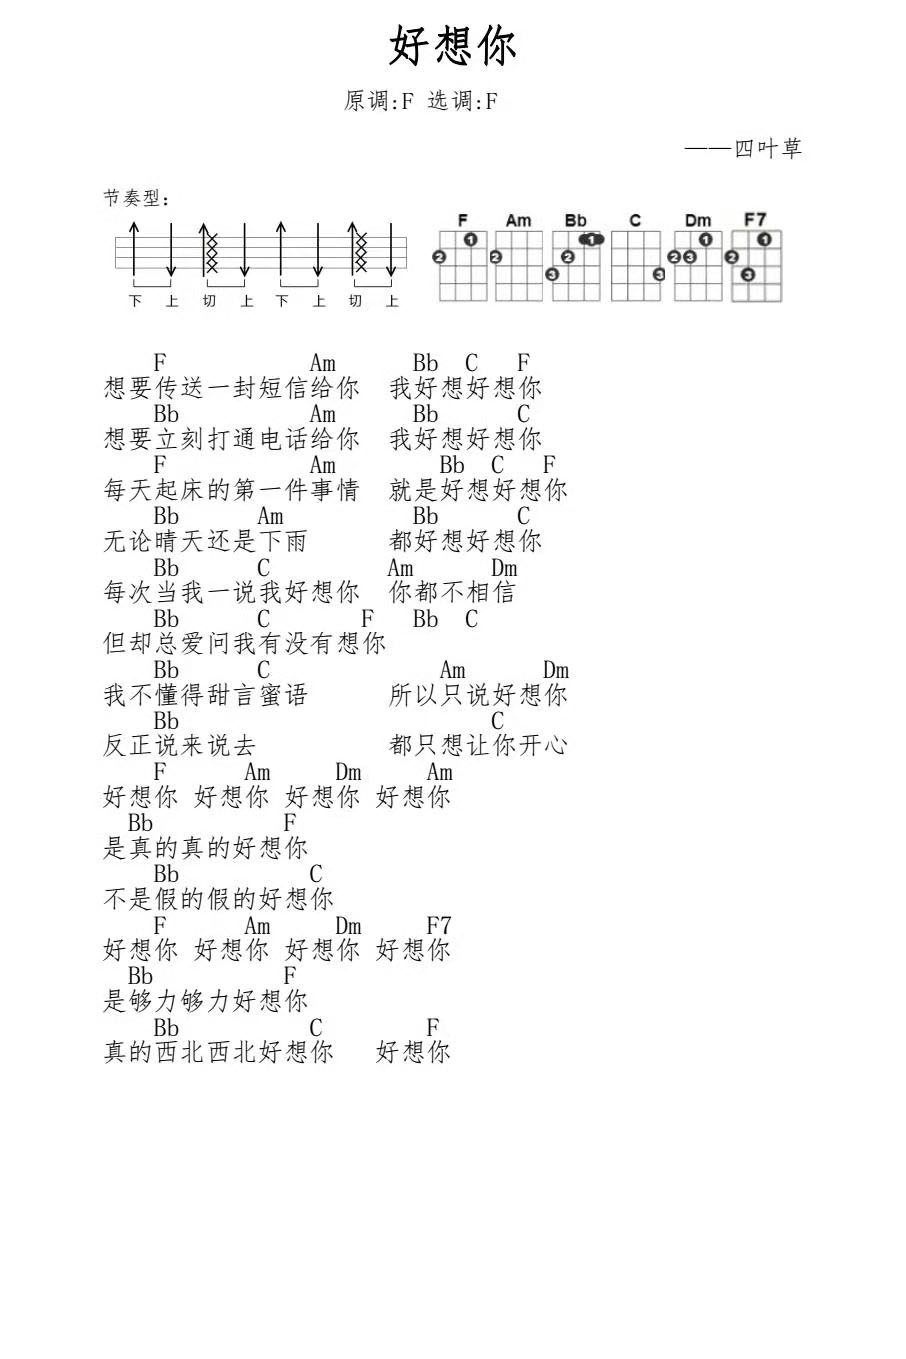 好想你
原调:F 选调:F
——四叶草
节奏型:
F Am Bb C Dm F7
下 上 切 上 下 上 切 上
F Am Bb C F
想要传送一封短信给你 我好想好想你
Bb Am Bb C
想要立刻打通电话给你 我好想好想你
F Am Bb C F
每天起床的第一件事情 就是好想好想你
Bb Am Bb C
无论晴天还是下雨 都好想好想你
Bb C Am Dm
每次当我一说我好想你 你都不相信
Bb C F Bb C
但却总爱问我有没有想你
Bb C Am Dm
我不懂得甜言蜜语 所以只说好想你
Bb C
反正说来说去 都只想让你开心
F Am Dm Am
好想你 好想你 好想你 好想你
Bb F
是真的真的好想你
Bb C
不是假的假的好想你
F Am Dm F7
好想你 好想你 好想你 好想你
Bb F
是够力够力好想你
Bb C F
真的西北西北好想你 好想你